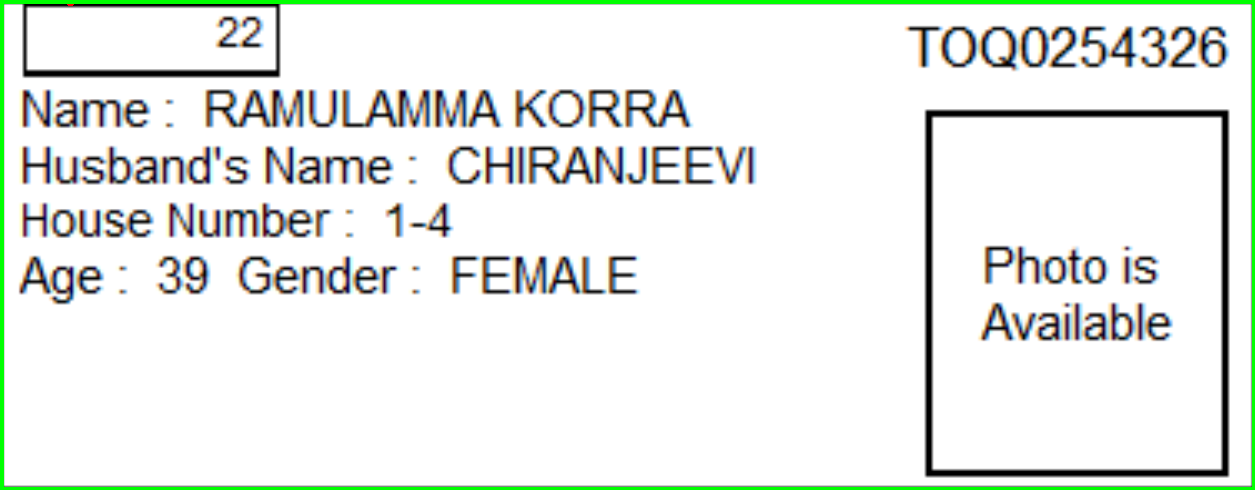 22
TOQ0254326
Name : RAMULAMMA KORRA
Husband's Name : CHIRANJEEVI
House Number : 1-4
Age : 39 Gender : FEMALE
Photo is
Available